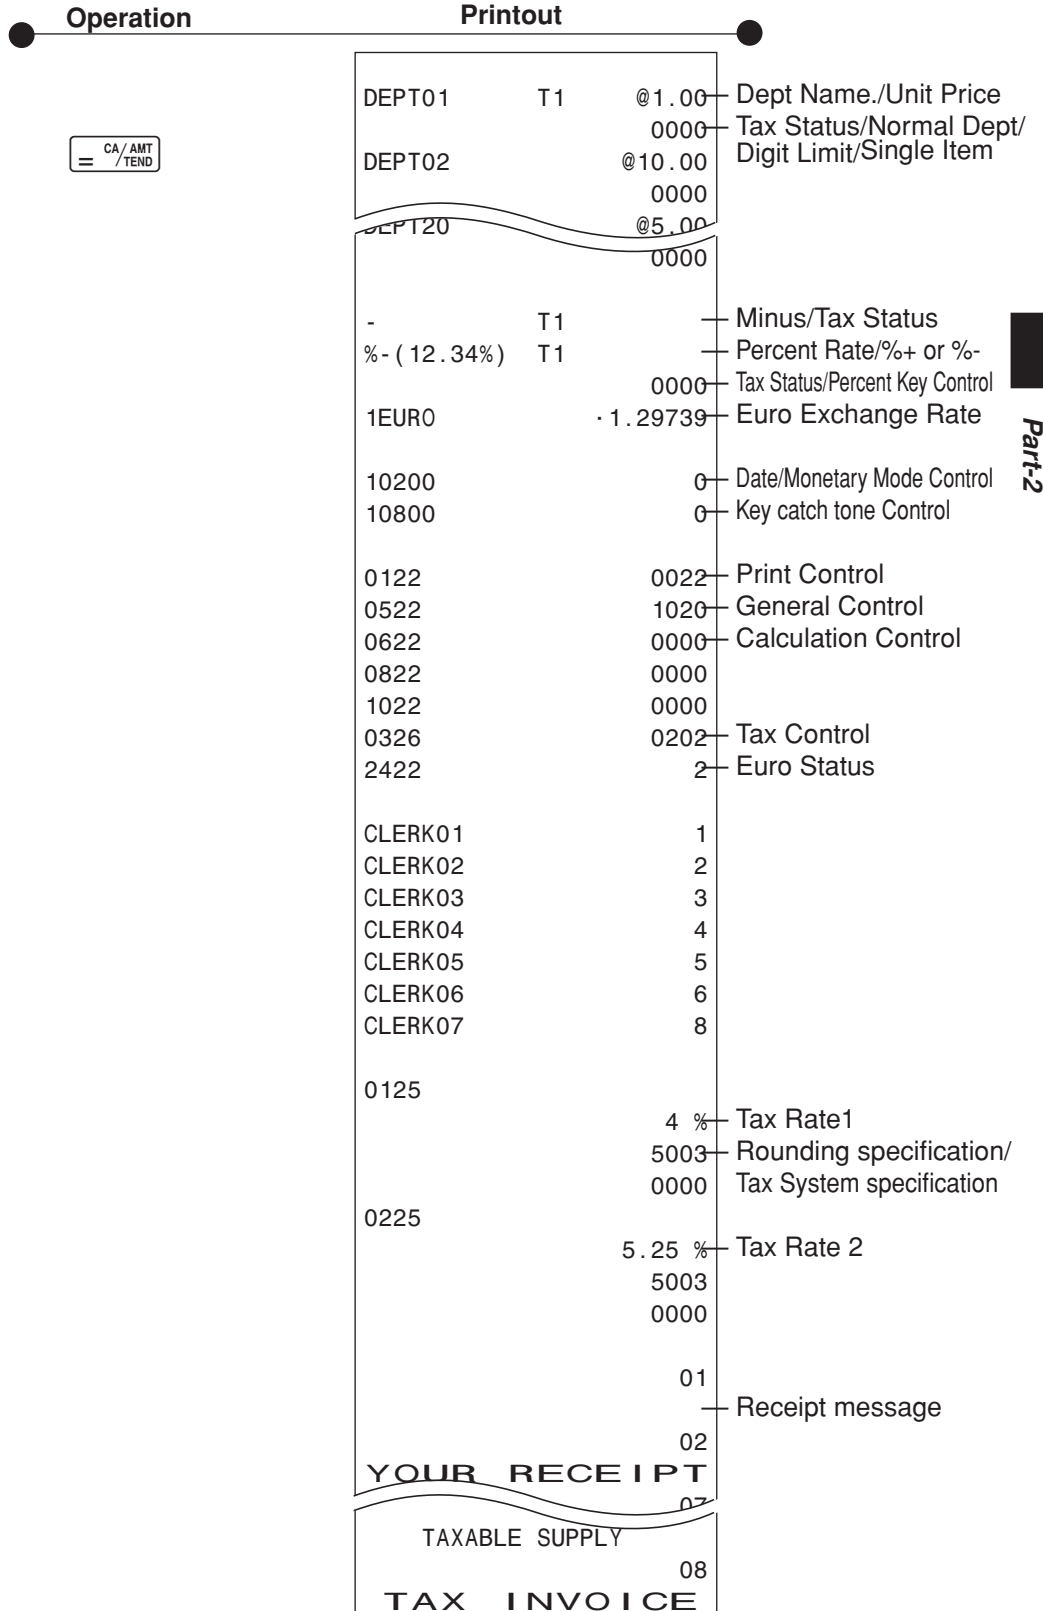 Operation Printout
DEPT01 T1 @1.00 Dept Name./Unit Price
0000 Tax Status/Normal Dept/
= CA/AMT TEND
DEPT02 @10.00 Digit Limit/Single Item
0000
DEPT20 @5.00
0000
- T1 Minus/Tax Status
%-(12.34%) T1 Percent Rate/%+ or %-
0000 Tax Status/Percent Key Control
1EURO ·1.29739 Euro Exchange Rate
Part-2
10200 0 Date/Monetary Mode Control
10800 0 Key catch tone Control
0122 0022 Print Control
0522 1020 General Control
0622 0000 Calculation Control
0822 0000
1022 0000
0326 0202 Tax Control
2422 2 Euro Status
CLERK01 1
CLERK02 2
CLERK03 3
CLERK04 4
CLERK05 5
CLERK06 6
CLERK07 8
0125
4 % Tax Rate1
5003 Rounding specification/
0000 Tax System specification
0225
5.25 % Tax Rate 2
5003
0000
01
Receipt message
02
YOUR RECEIPT
07
TAXABLE SUPPLY
08
TAX INVOICE